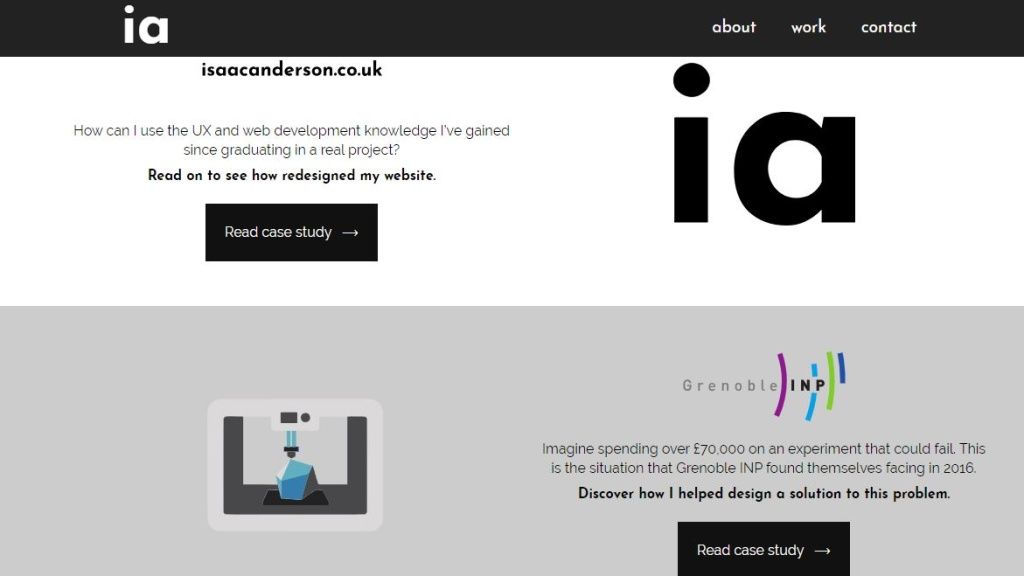 ia
about work contact
isaacanderson.co.uk
How can I use the UX and web development knowledge I've gained
since graduating in a real project?
Read on to see how redesigned my website.
Read case study →
ia
Grenoble INP
Imagine spending over £70,000 on an experiment that could fail. This
is the situation that Grenoble INP found themselves facing in 2016.
Discover how I helped design a solution to this problem.
Read case study →